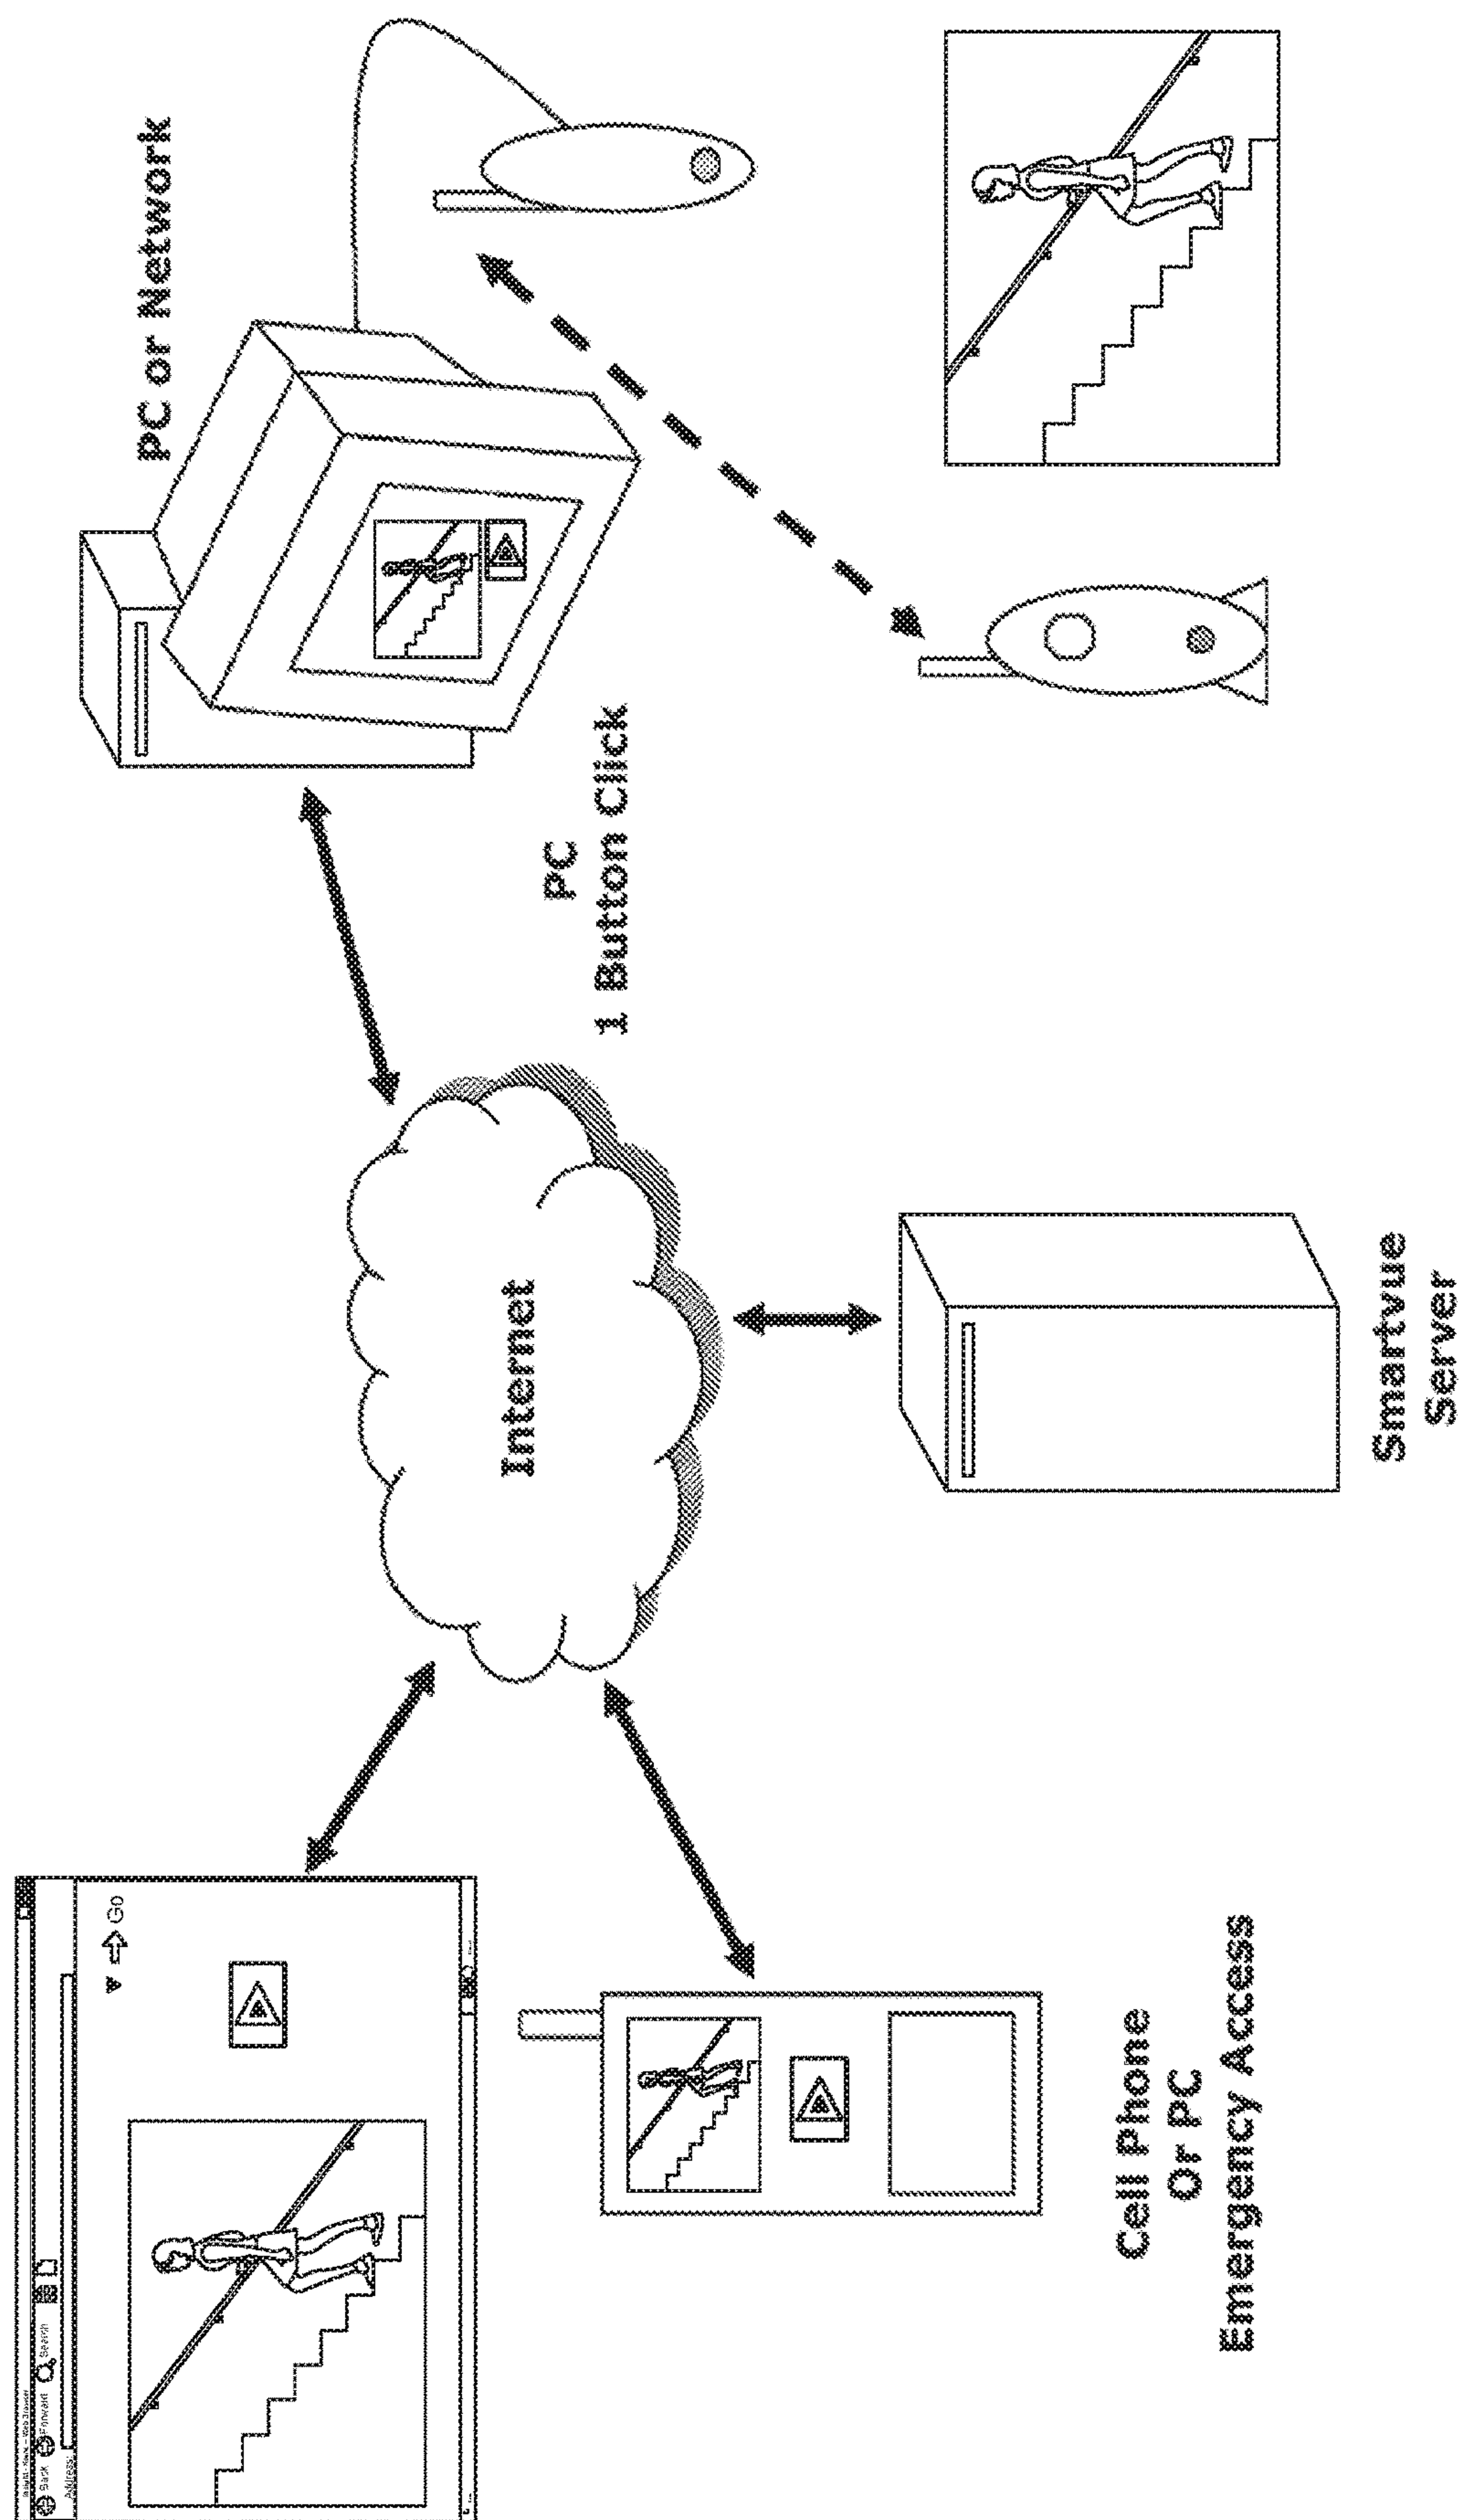 Back Forward Search
Address:
Go
Internet
PC
1 Button Click
PC or Network
Cell Phone
Or PC
Emergency Access
Smartvue
Server